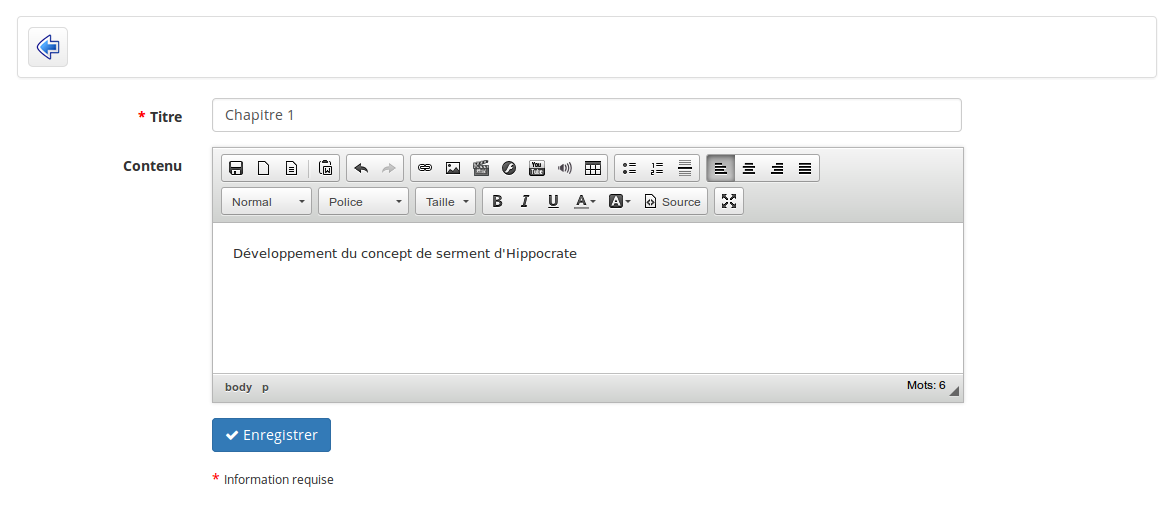 * Titre
Chapitre 1
Contenu
Normal Police Taille B I U A A Source
Développement du concept de serment d'Hippocrate
body p
Mots: 6
Enregistrer
* Information requise